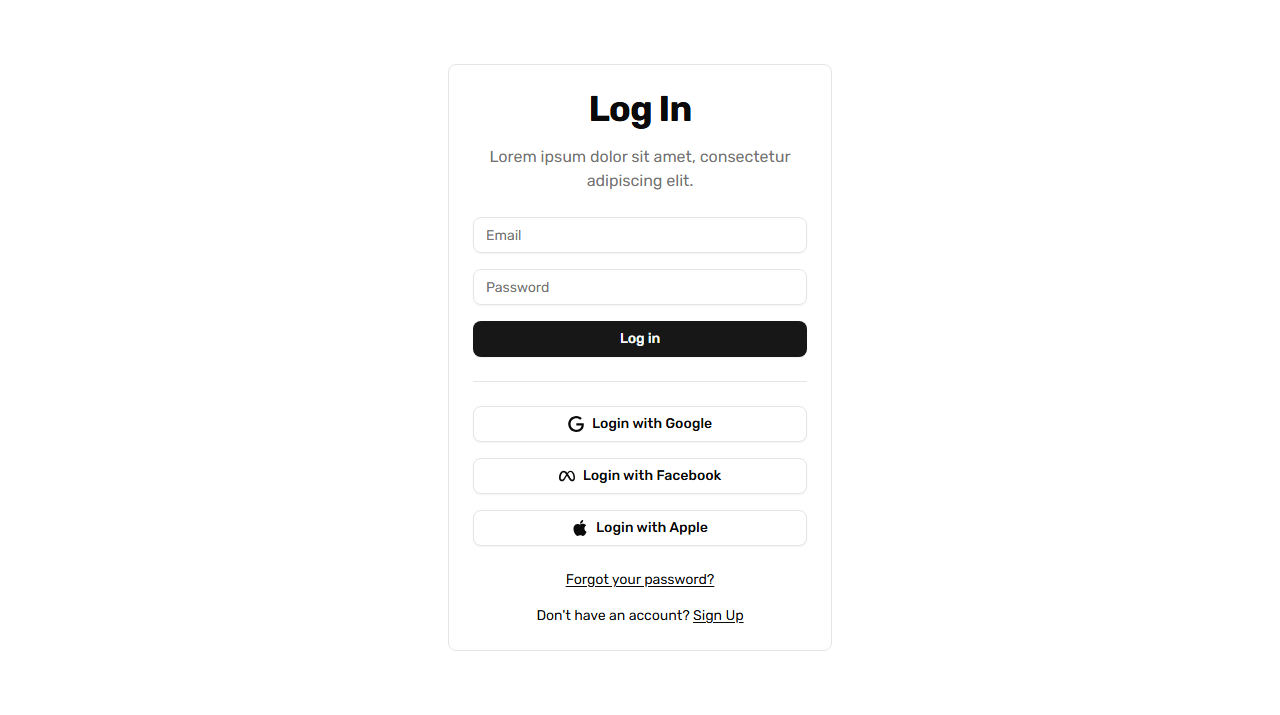 Log In
Lorem ipsum dolor sit amet, consectetur
adipiscing elit.
Email
Password
Log in
Login with Google
Login with Facebook
Login with Apple
Forgot your password?
Don't have an account? Sign Up